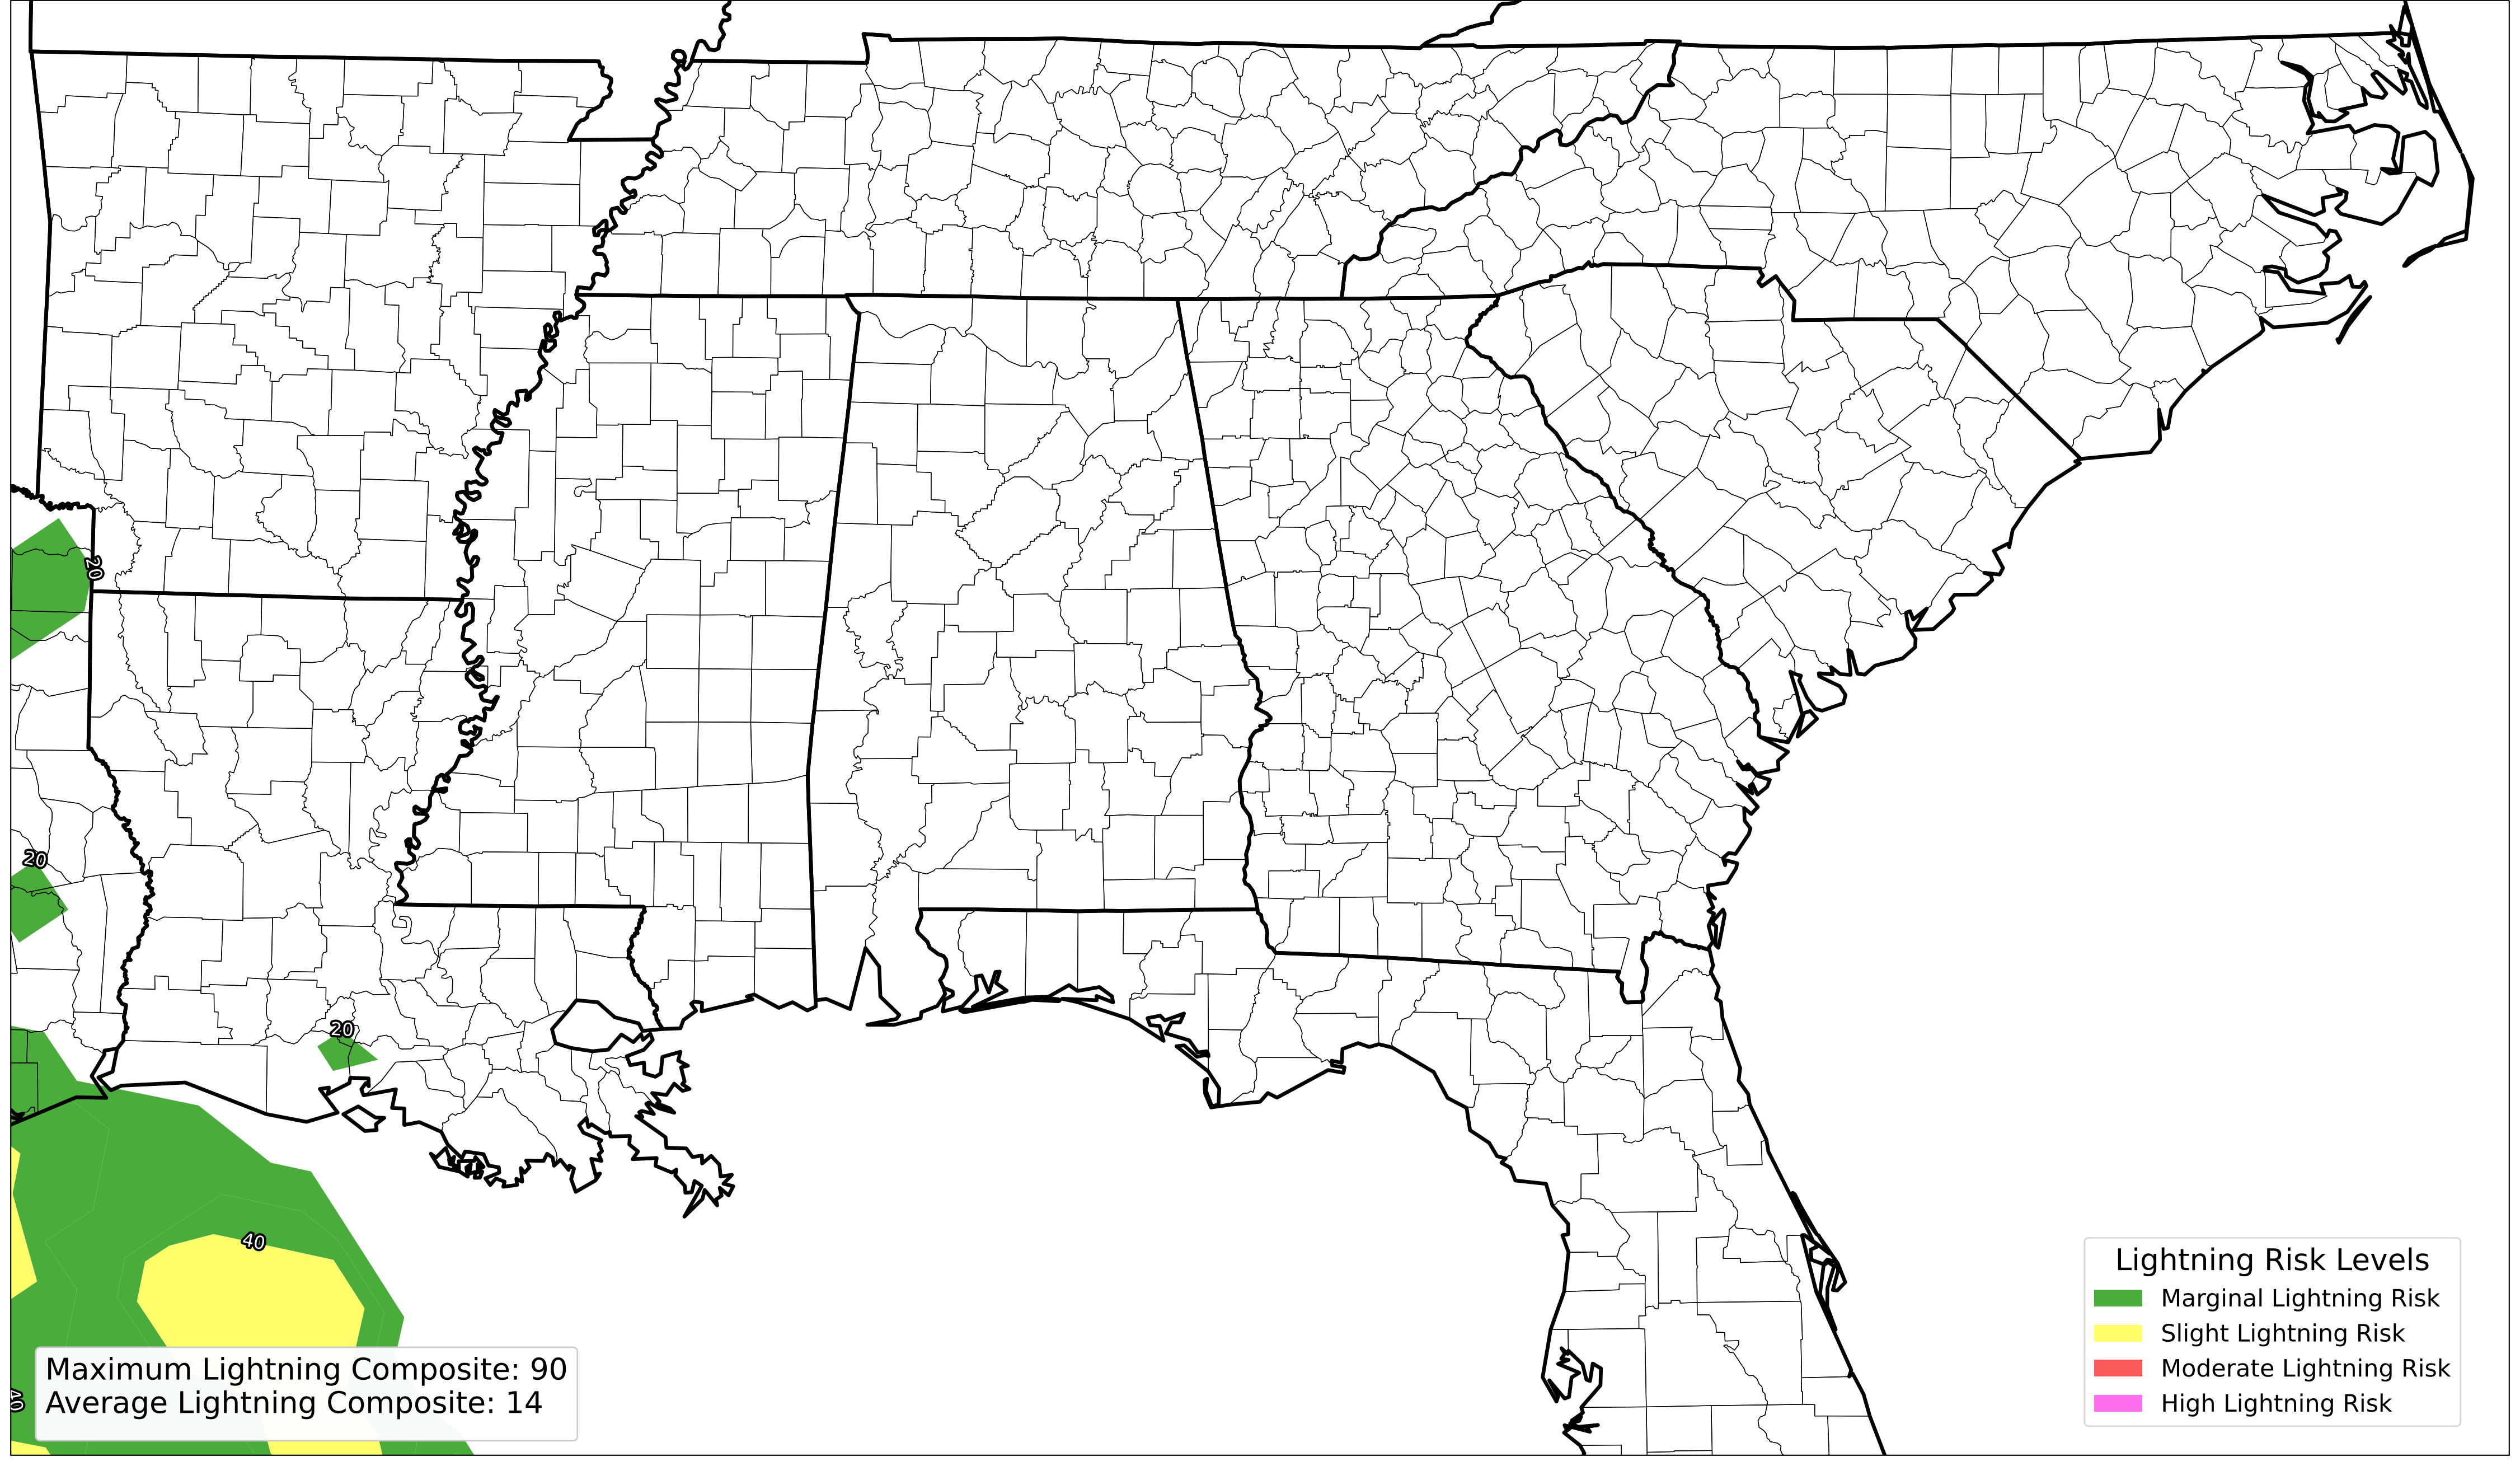 20
20
20
40
40
Maximum Lightning Composite: 90
Average Lightning Composite: 14
Lightning Risk Levels
Marginal Lightning Risk
Slight Lightning Risk
Moderate Lightning Risk
High Lightning Risk